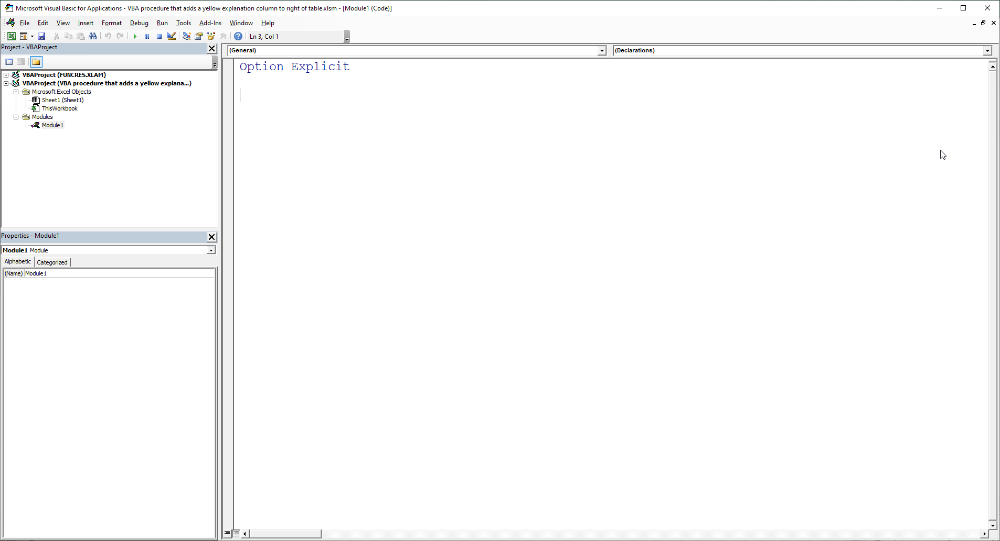 Microsoft Visual Basic for Applications - VBA procedure that adds a yellow explanation column to right of table.xlsm - [Module1 (Code)]
File Edit View Insert Format Debug Run Tools Add-Ins Window Help
Ln 3, Col 1
Project - VBAProject
(General)
(Declarations)
Option Explicit
VBAProject (FUNCRES.XLAM)
VBAProject (VBA procedure that adds a yellow explana...)
Microsoft Excel Objects
Sheet1 (Sheet1)
ThisWorkbook
Modules
Module1
Properties - Module1
Module1 Module
Alphabetic Categorized
(Name) Module1